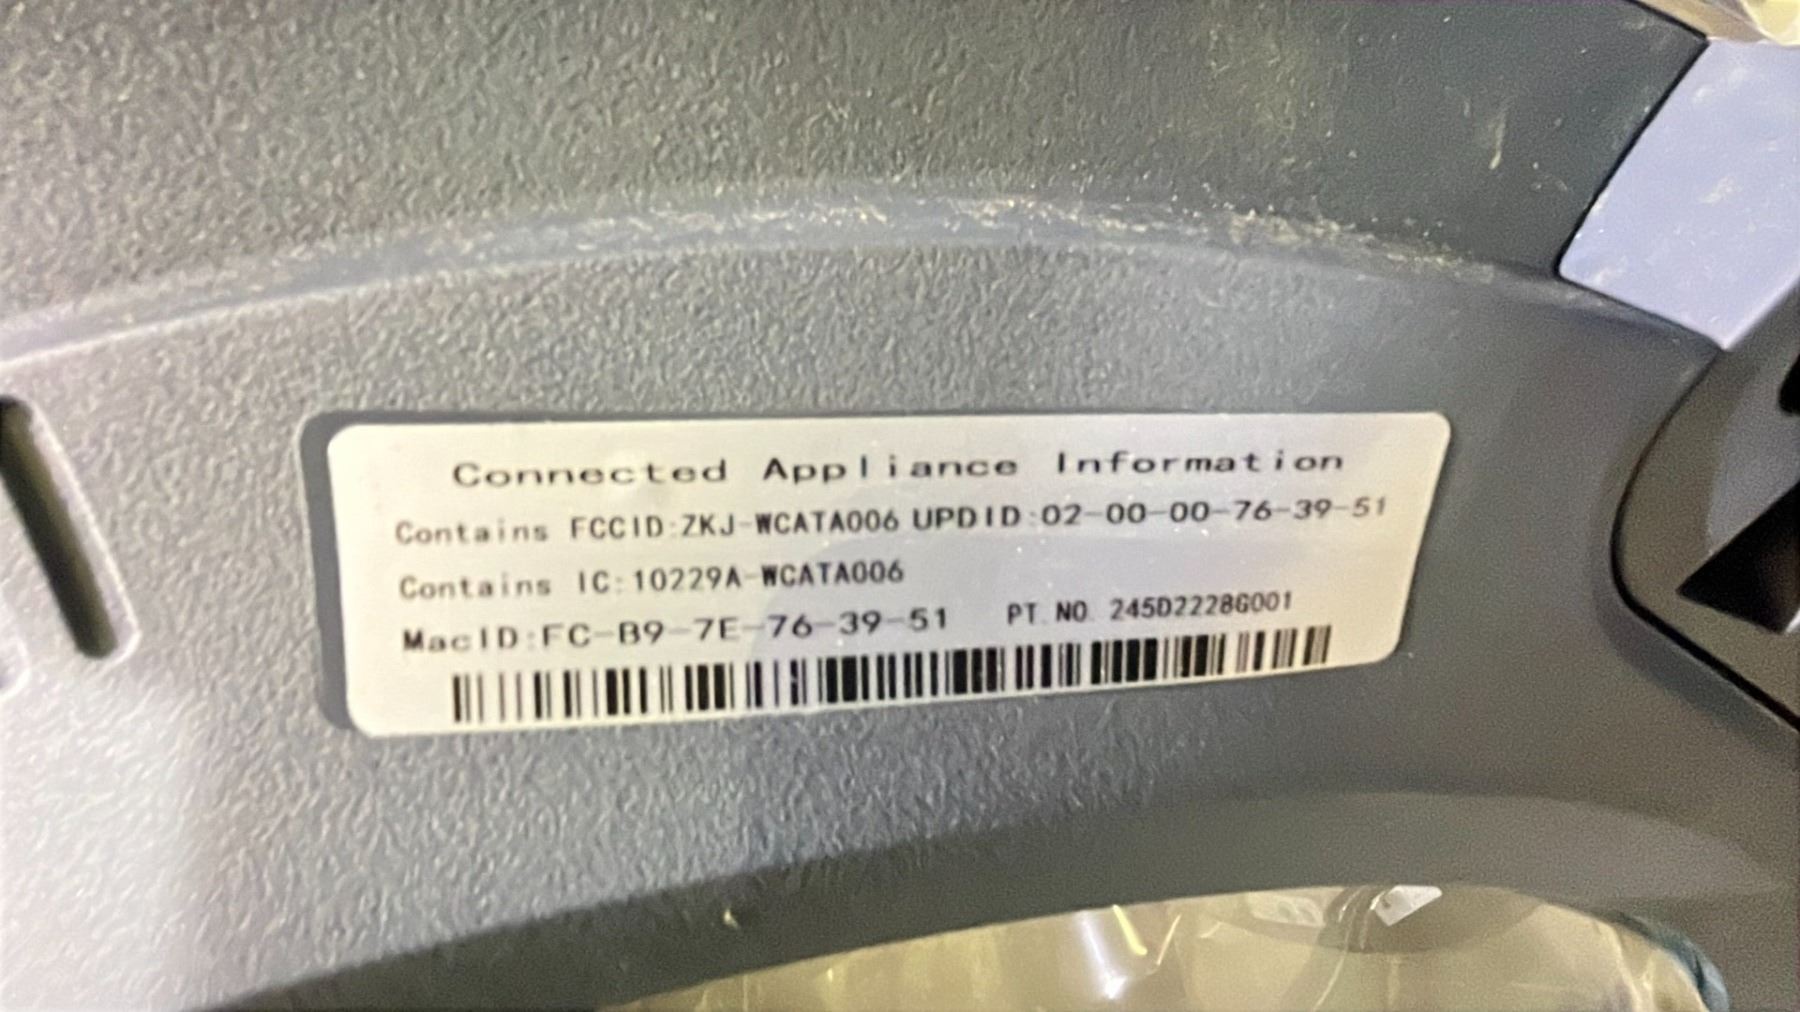 Connected Appliance Information
Contains FCCID:ZKJ-WCATA006 UPDID:02-00-00-76-39-51
Contains IC:10229A-WCATA006
MacID:FC-B9-7E-76-39-51 PT. NO. 245D2228G001